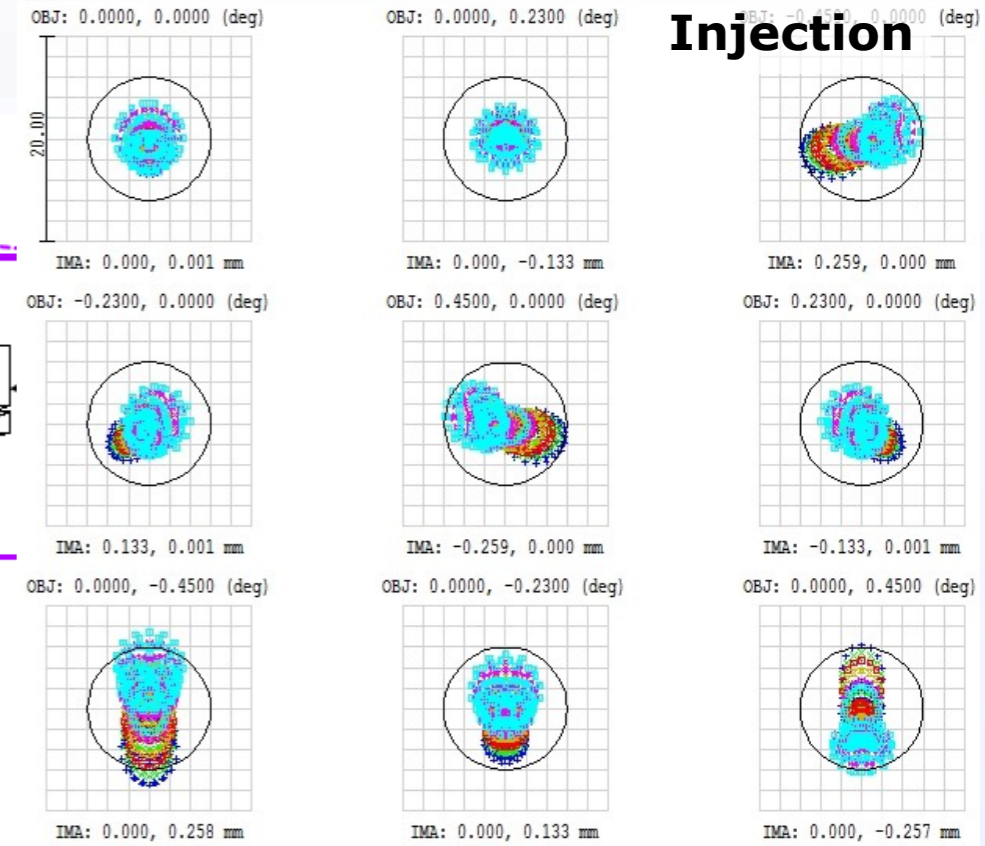 Injection
OBJ: 0.0000, 0.0000 (deg)
OBJ: 0.0000, 0.2300 (deg)
OBJ: -0.4500, 0.0000 (deg)
20.00
IMA: 0.000, 0.001 mm
IMA: 0.000, -0.133 mm
IMA: 0.259, 0.000 mm
OBJ: -0.2300, 0.0000 (deg)
OBJ: 0.4500, 0.0000 (deg)
OBJ: 0.2300, 0.0000 (deg)
IMA: 0.133, 0.001 mm
IMA: -0.259, 0.000 mm
IMA: -0.133, 0.001 mm
OBJ: 0.0000, -0.4500 (deg)
OBJ: 0.0000, -0.2300 (deg)
OBJ: 0.0000, 0.4500 (deg)
IMA: 0.000, 0.258 mm
IMA: 0.000, 0.133 mm
IMA: 0.000, -0.257 mm